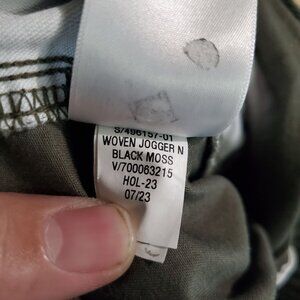 S/496157-01
WOVEN JOGGER N
BLACK MOSS
V/700063215
HOL-23
07/23